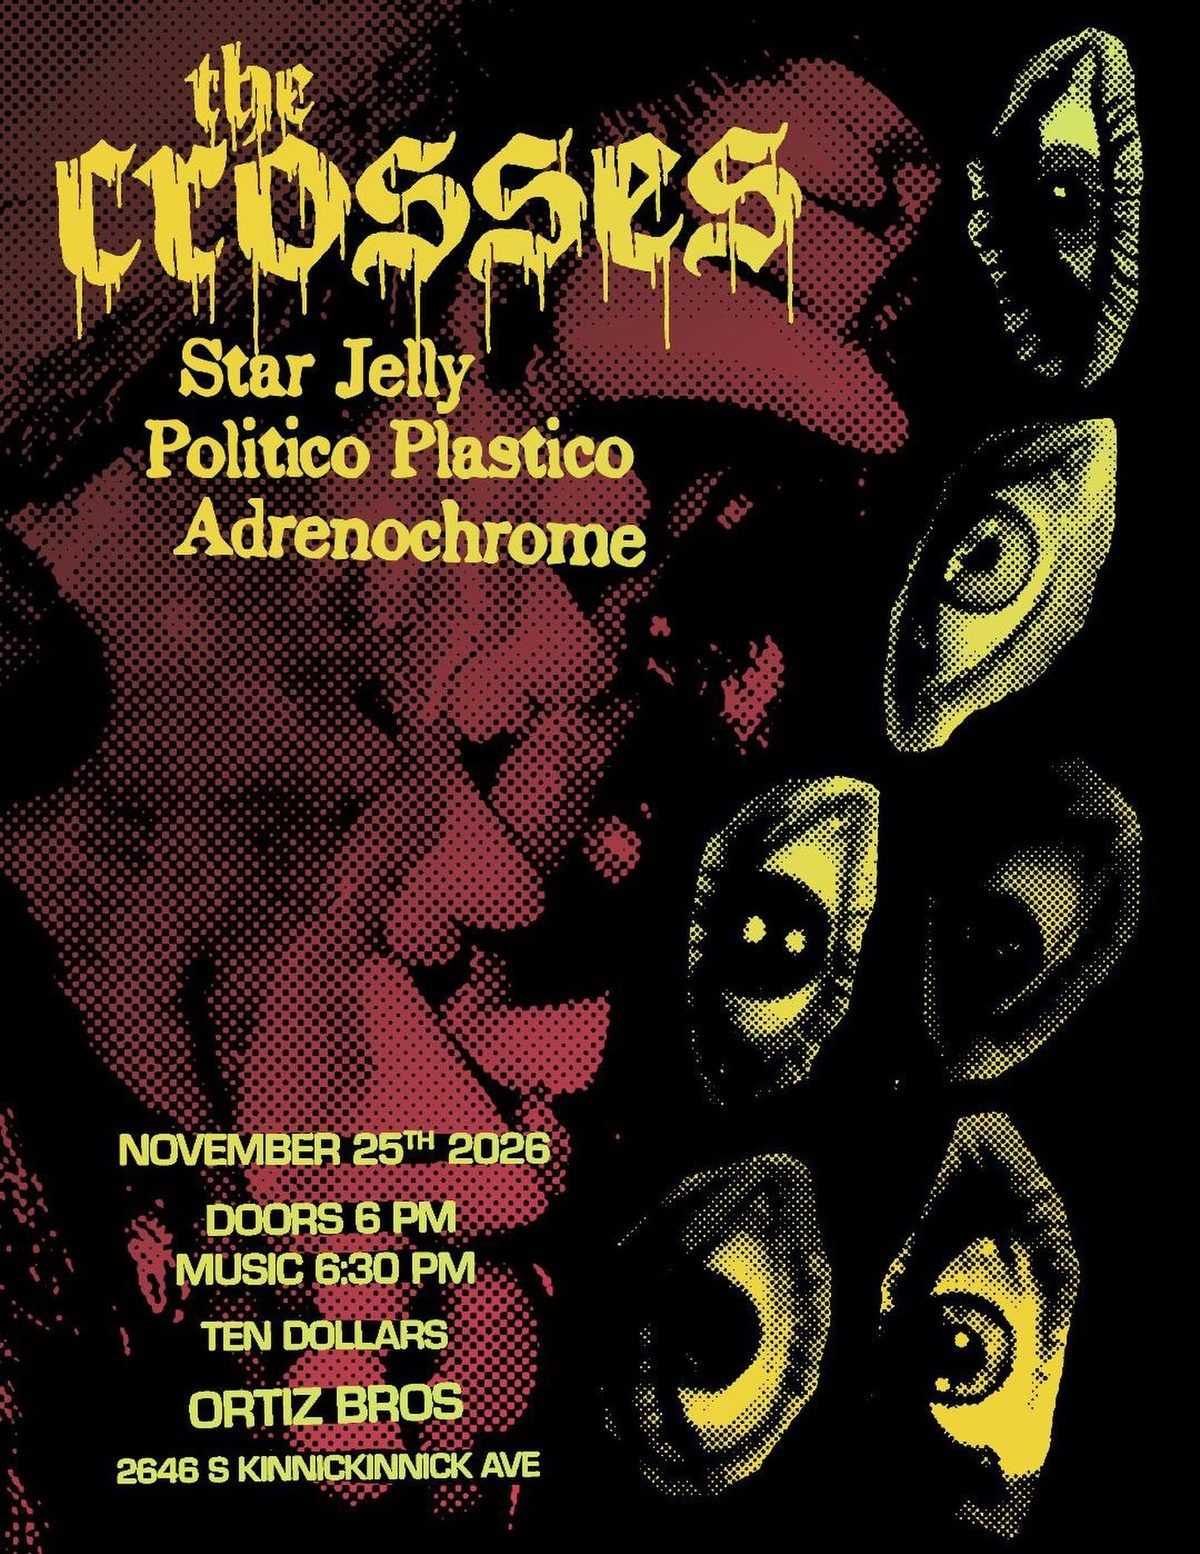 the
crosses
Star Jelly
Politico Plastico
Adrenochrome
NOVEMBER 25TH 2026
DOORS 6 PM
MUSIC 6:30 PM
TEN DOLLARS
ORTIZ BROS
2646 S KINNICKINNICK AVE